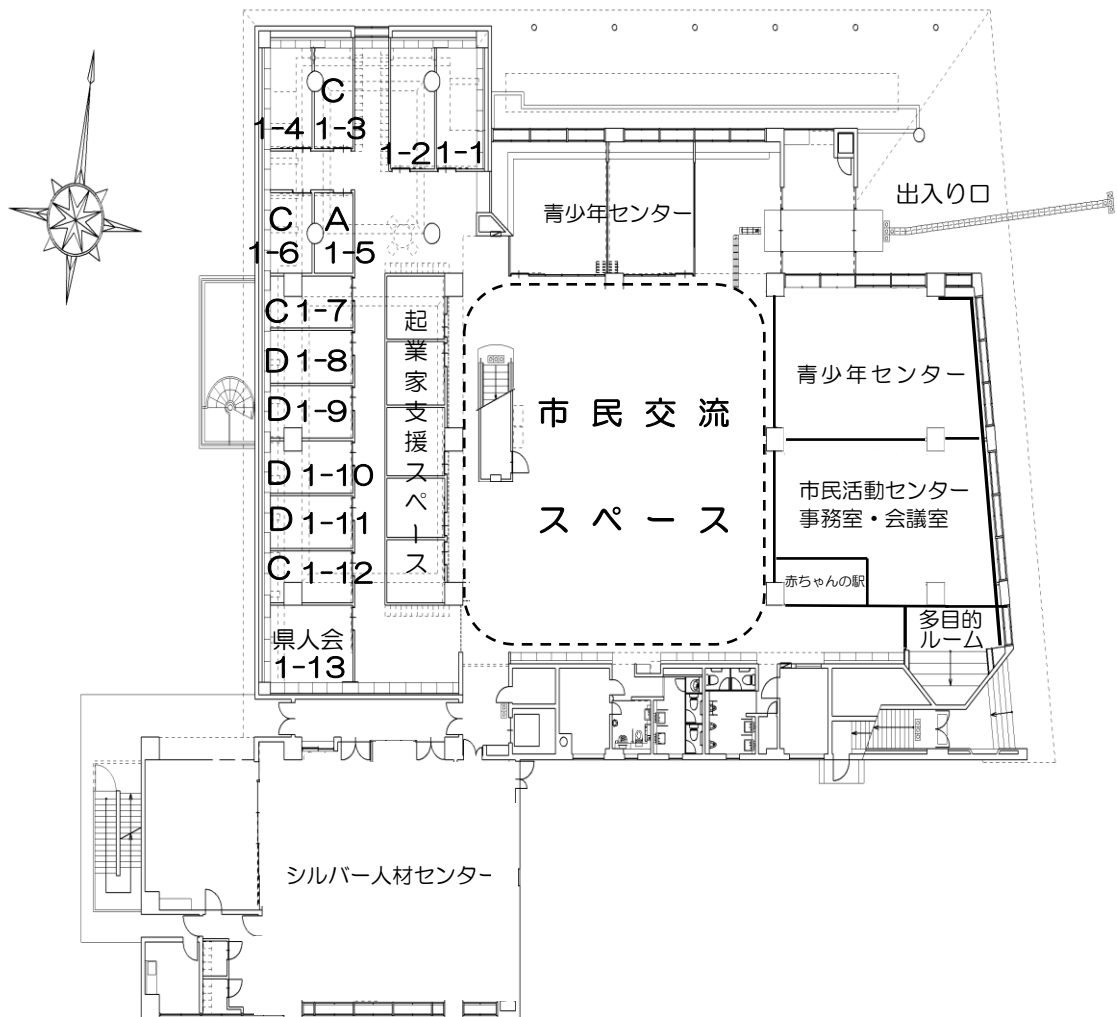 C
1-4
1-3
1-2
1-1
青少年センター
出入り口
C
A
1-6
1-5
C 1-7
D 1-8
D 1-9
D 1-10
D 1-11
C 1-12
県人会
1-13
起業家支援スペース
市民交流
スペース
青少年センター
市民活動センター
事務室・会議室
赤ちゃんの駅
多目的
ルーム
シルバー人材センター